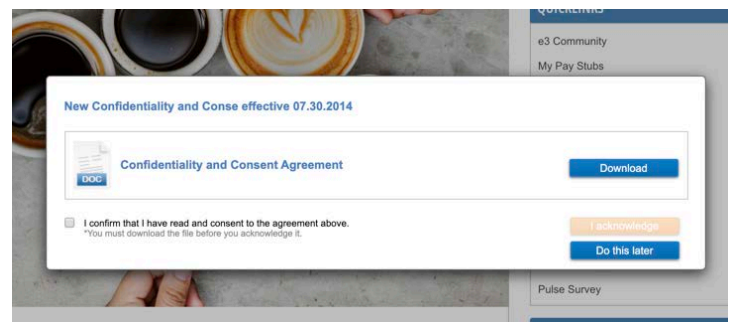 QUICKLINKS
e3 Community
My Pay Stubs
New Confidentiality and Conse effective 07.30.2014
DOC
Confidentiality and Consent Agreement
Download
I confirm that I have read and consent to the agreement above.
*You must download the file before you acknowledge it.
I acknowledge
Do this later
Pulse Survey